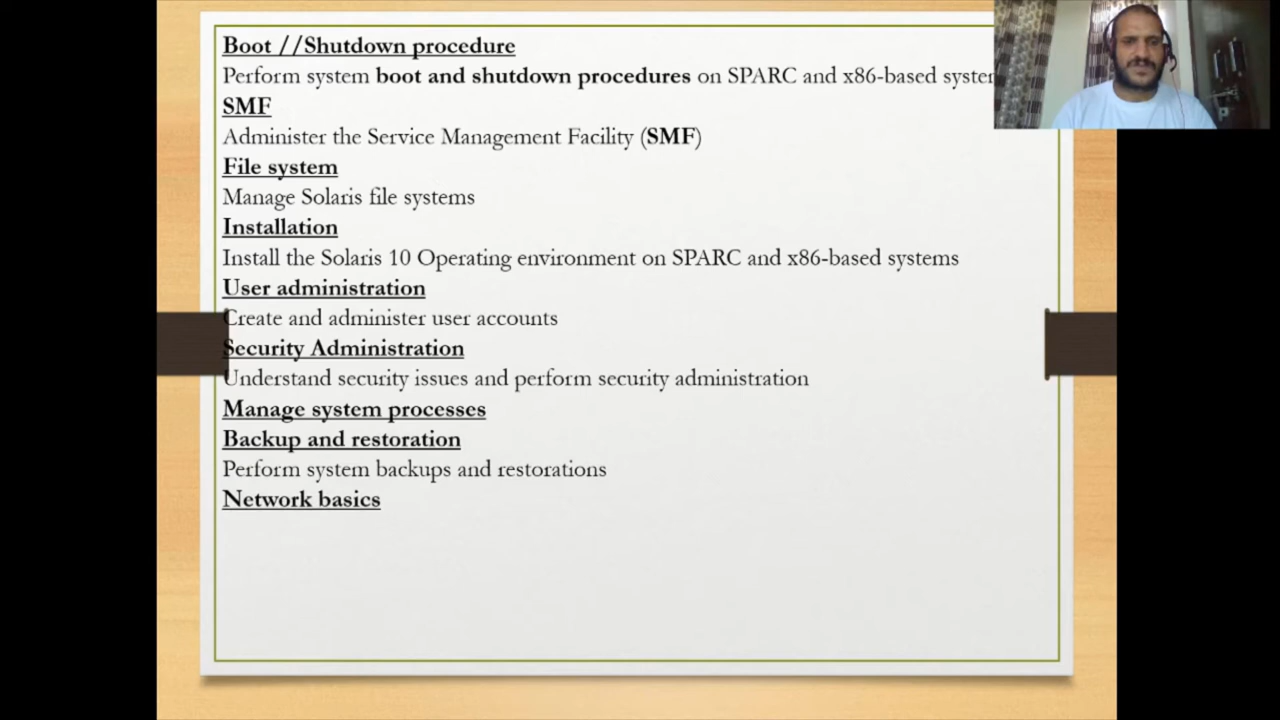 Boot //Shutdown procedure
Perform system boot and shutdown procedures on SPARC and x86-based
SMF
Administer the Service Management Facility (SMF)
File system
Manage Solaris file systems
Installation
Install the Solaris 10 Operating environment on SPARC and x86-based systems
User administration
Create and administer user accounts
Security Administration
Understand security issues and perform security administration
Manage system processes
Backup and restoration
Perform system backups and restorations
Network basics